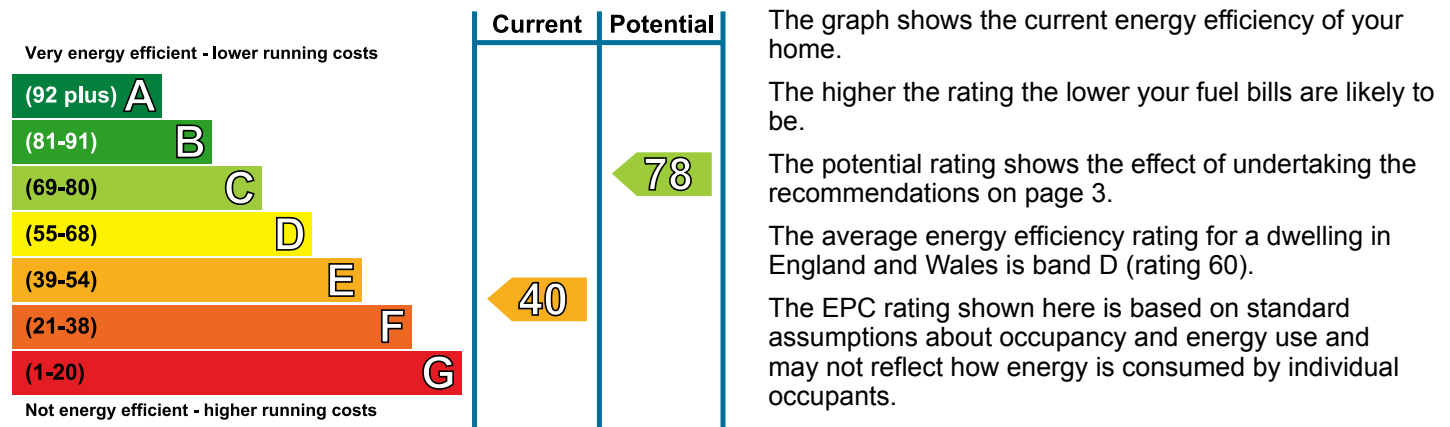 Current Potential
Very energy efficient - lower running costs
(92 plus) A
(81-91) B
(69-80) C
(55-68) D
(39-54) E
(21-38) F
(1-20) G
Not energy efficient - higher running costs
78
40
The graph shows the current energy efficiency of your
home.
The higher the rating the lower your fuel bills are likely to
be.
The potential rating shows the effect of undertaking the
recommendations on page 3.
The average energy efficiency rating for a dwelling in
England and Wales is band D (rating 60).
The EPC rating shown here is based on standard
assumptions about occupancy and energy use and
may not reflect how energy is consumed by individual
occupants.